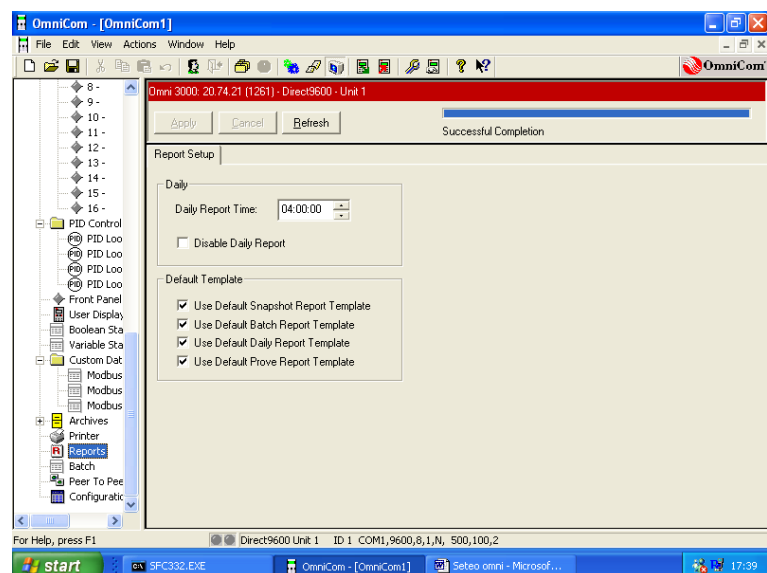 OmniCom - [OmniCom1]
File Edit View Actions Window Help
OmniCom
8 -
9 -
10 -
11 -
12 -
13 -
14 -
15 -
16 -
PID Control
PID Loo
PID Loo
PID Loo
PID Loo
Front Panel
User Display
Boolean Sta
Variable Sta
Custom Dat
Modbus
Modbus
Modbus
Archives
Printer
Reports
Batch
Peer To Pee
Configuratic
Omni 3000: 20.74.21 (1261) - Direct9600 - Unit 1
Apply Cancel Refresh
Successful Completion
Report Setup
Daily
Daily Report Time: 04:00:00
Disable Daily Report
Default Template
Use Default Snapshot Report Template
Use Default Batch Report Template
Use Default Daily Report Template
Use Default Prove Report Template
For Help, press F1
Direct9600 Unit 1 ID 1 COM1,9600,8,1,N, 500,100,2
start
SFC332.EXE
OmniCom - [OmniCom1]
Seteo omni - Microsof...
17:39